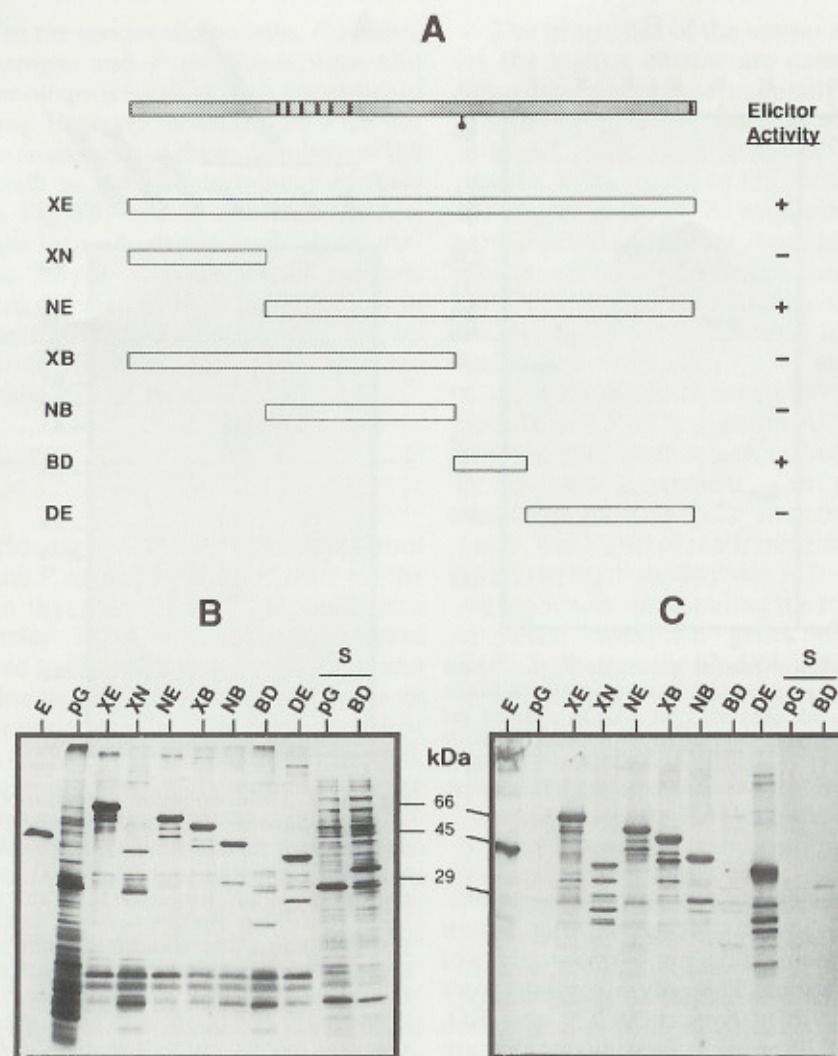 A
Elicitor
Activity
XE +
XN −
NE +
XB −
NB −
BD +
DE −
B
C
S
S
E pG XE XN NE XB NB BD DE pG BD
E pG XE XN NE XB NB BD DE pG BD
kDa
66
45
29